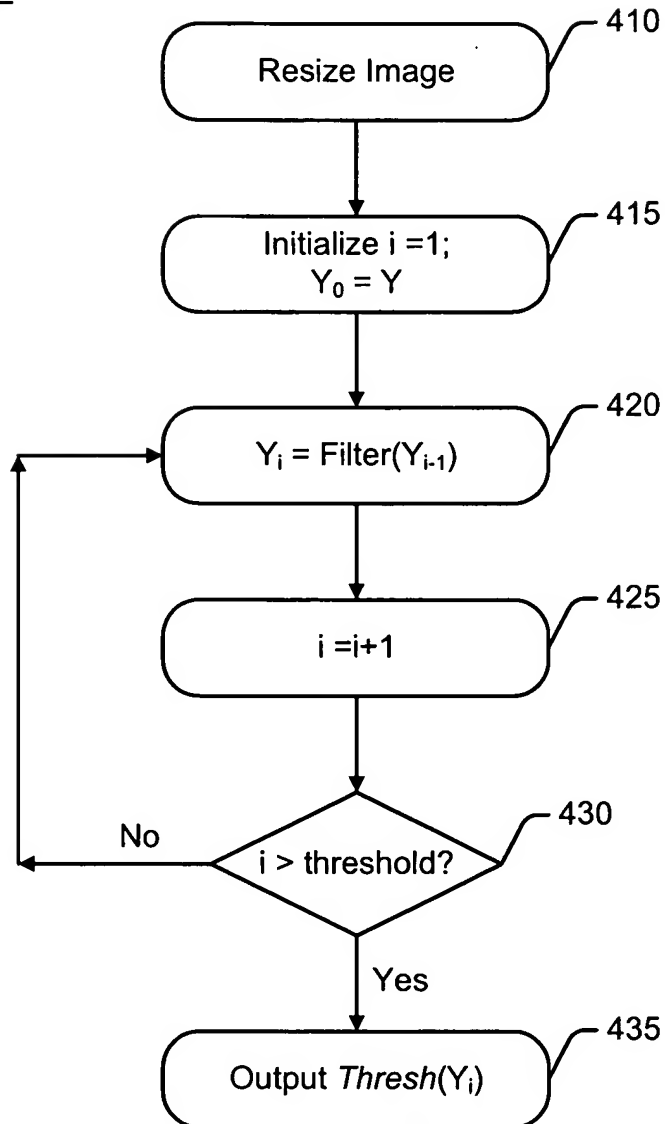 410
Resize Image
415
Initialize i =1;
Y₀ = Y
420
Yᵢ = Filter(Yᵢ₋₁)
425
i =i+1
430
No
i > threshold?
Yes
435
Output Thresh(Yᵢ)